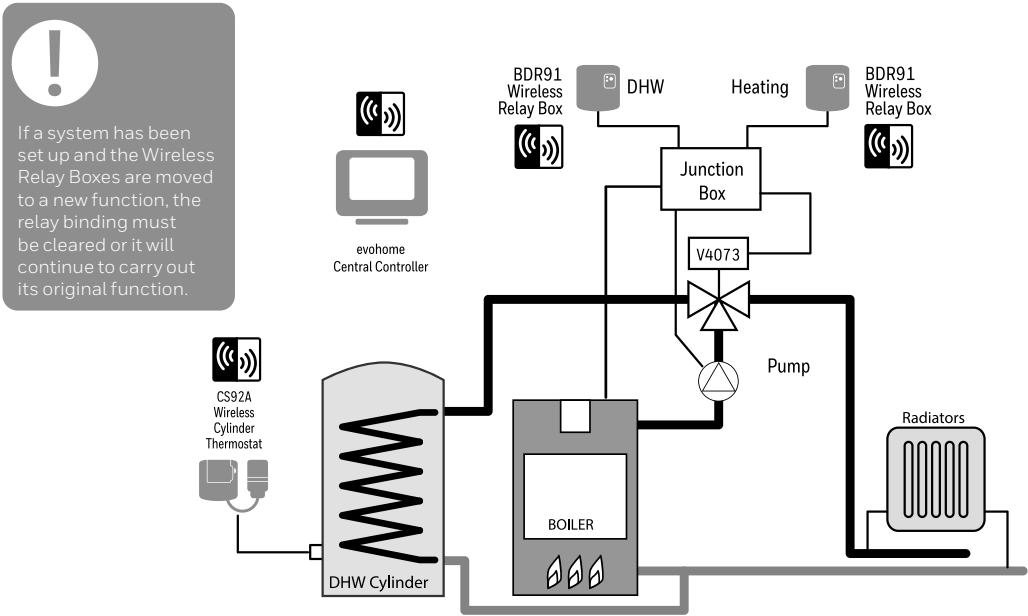 If a system has been
set up and the Wireless
Relay Boxes are moved
to a new function, the
relay binding must
be cleared or it will
continue to carry out
its original function.
evohome
Central Controller
BDR91
Wireless
Relay Box
DHW
Heating
BDR91
Wireless
Relay Box
Junction
Box
V4073
Pump
CS92A
Wireless
Cylinder
Thermostat
DHW Cylinder
BOILER
Radiators